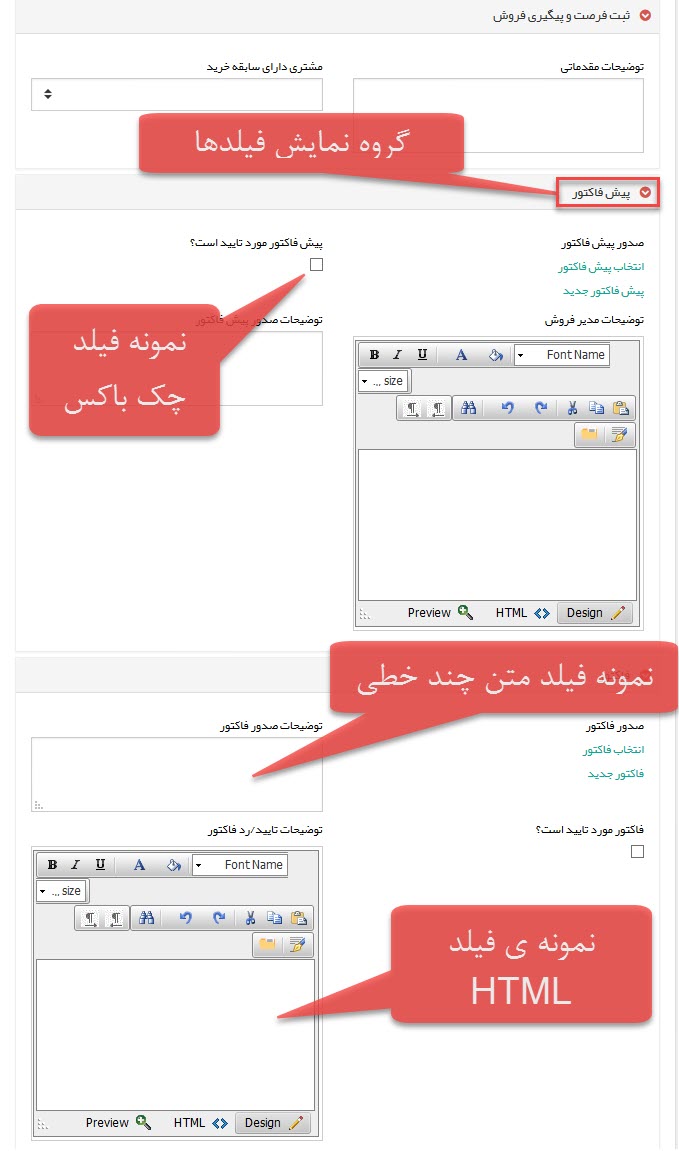 ثبت فرصت و پیگیری فروش
توضیحات مقدماتی
مشتری دارای سابقه خرید
گروه نمایش فیلدها
پیش فاکتور
صدور پیش فاکتور
انتخاب پیش فاکتور
پیش فاکتور جدید
پیش فاکتور مورد تایید است؟
توضیحات مدیر فروش
توضیحات صدور پیش فاکتور
نمونه فیلد
چک باکس
B I U A Font Name
... size
Preview HTML Design
نمونه فیلد متن چند خطی
صدور فاکتور
انتخاب فاکتور
فاکتور جدید
توضیحات صدور فاکتور
فاکتور مورد تایید است؟
توضیحات تایید/رد فاکتور
B I U A Font Name
... size
نمونه ی فیلد
HTML
Preview HTML Design